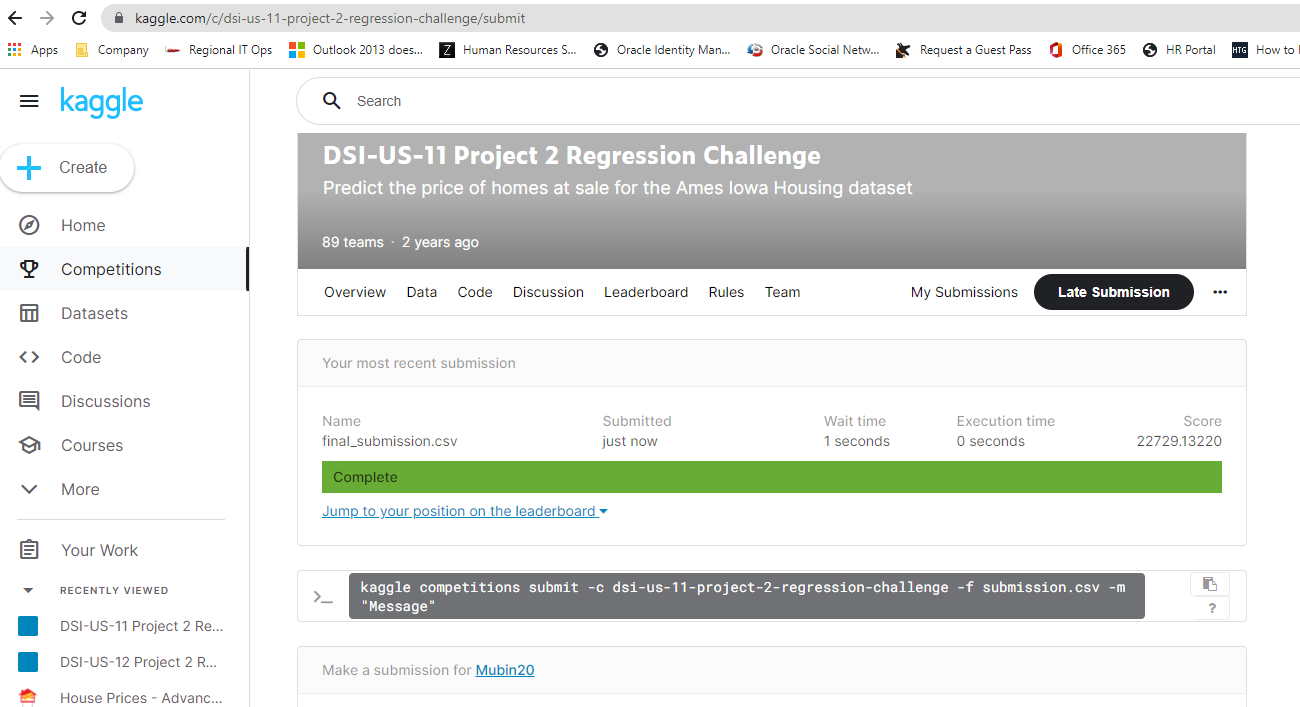 kaggle.com/c/dsi-us-11-project-2-regression-challenge/submit
Apps Company Regional IT Ops Outlook 2013 does... Human Resources S... Oracle Identity Man... Oracle Social Netw... Request a Guest Pass Office 365 HR Portal HTG How to
kaggle
Search
Create
Home
Competitions
Datasets
Code
Discussions
Courses
More
Your Work
RECENTLY VIEWED
DSI-US-11 Project 2 Re...
DSI-US-12 Project 2 R...
House Prices - Advanc...
DSI-US-11 Project 2 Regression Challenge
Predict the price of homes at sale for the Ames Iowa Housing dataset
89 teams · 2 years ago
Overview Data Code Discussion Leaderboard Rules Team My Submissions Late Submission ...
Your most recent submission
Name Submitted Wait time Execution time Score
final_submission.csv just now 1 seconds 0 seconds 22729.13220
Complete
Jump to your position on the leaderboard
>_ kaggle competitions submit -c dsi-us-11-project-2-regression-challenge -f submission.csv -m
"Message"
?
Make a submission for Mubin20